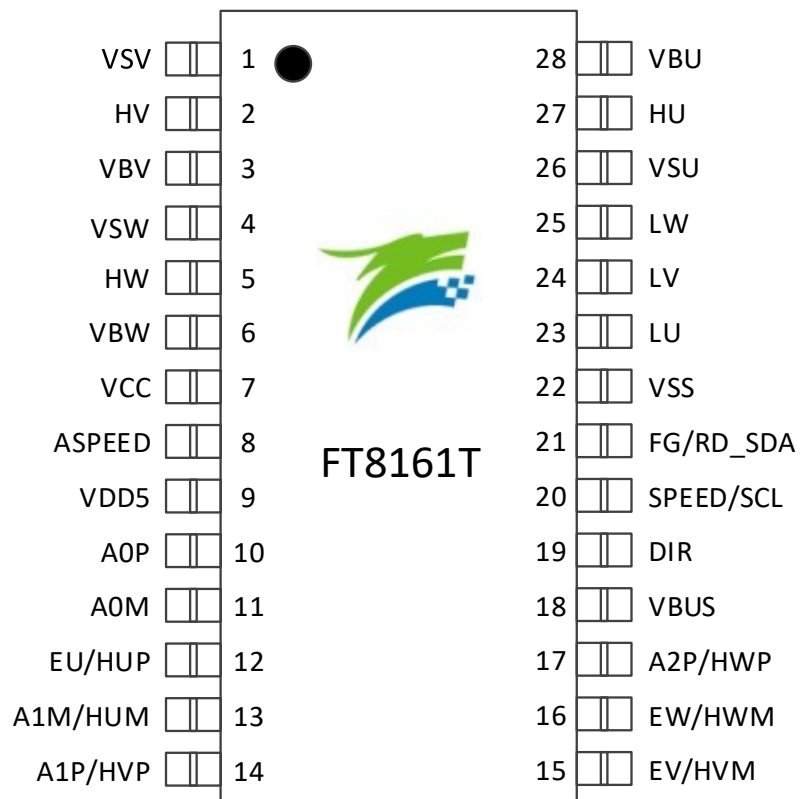 VSV 1 28 VBU
HV 2 27 HU
VBV 3 26 VSU
VSW 4 25 LW
HW 5 24 LV
VBW 6 23 LU
VCC 7 22 VSS
ASPEED 8 21 FG/RD_SDA
FT8161T
VDD5 9 20 SPEED/SCL
A0P 10 19 DIR
A0M 11 18 VBUS
EU/HUP 12 17 A2P/HWP
A1M/HUM 13 16 EW/HWM
A1P/HVP 14 15 EV/HVM